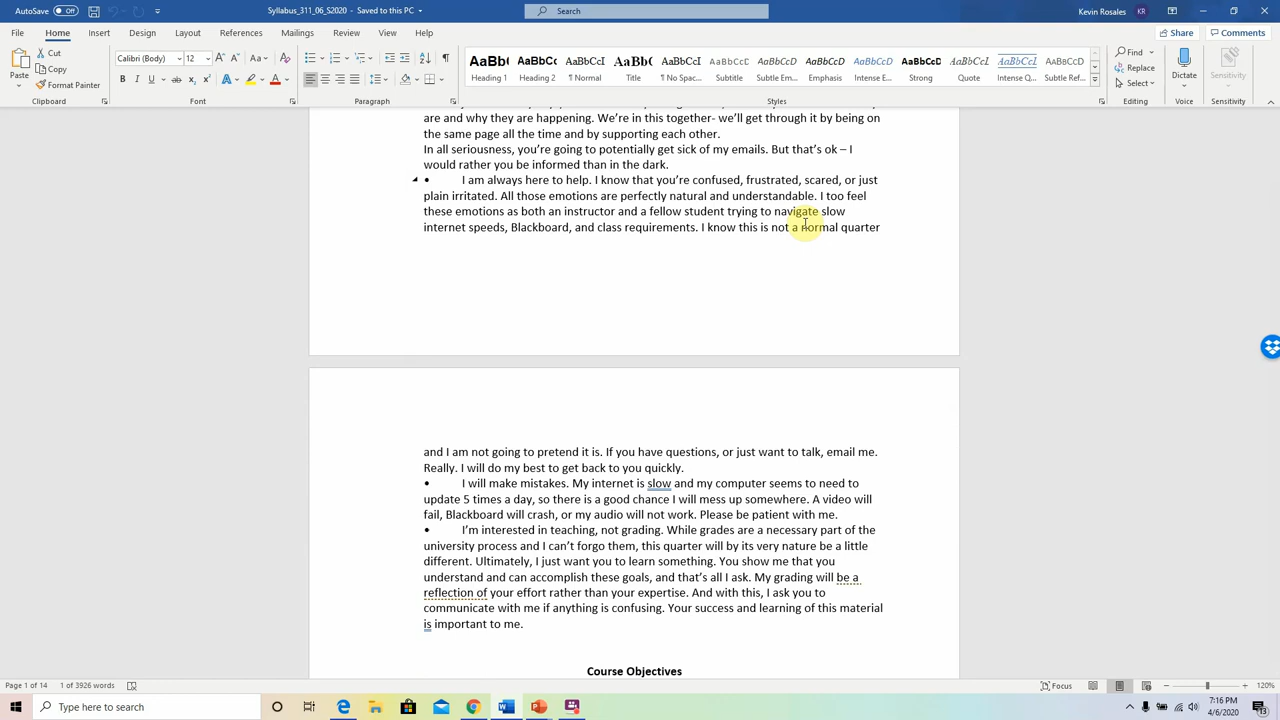 AutoSave Off
Syllabus_311_06_S2020 - Saved to this PC
Search
Kevin Rosales
File Home Insert Design Layout References Mailings Review View Help
Share Comments
Paste
Cut
Copy
Format Painter
Clipboard
Calibri (Body) 12
Font
Paragraph
AaBb( AaBbCc AaBbCcI AaBb( AaBbCcI AaBbCcD AaBbCcD AaBbCcD AaBbCcD AaBbCcD AaBbCcD AaBbCcI AaBbCcD
Heading 1 Heading 2 ¶ Normal Title ¶ No Spac... Subtitle Subtle Em... Emphasis Intense E... Strong Quote Intense Q... Subtle Ref...
Styles
Find
Replace
Select
Editing
Dictate
Voice
Sensitivity
Sensitivity
are and why they are happening. We're in this together- we'll get through it by being on
the same page all the time and by supporting each other.
In all seriousness, you're going to potentially get sick of my emails. But that's ok – I
would rather you be informed than in the dark.
• I am always here to help. I know that you're confused, frustrated, scared, or just
plain irritated. All those emotions are perfectly natural and understandable. I too feel
these emotions as both an instructor and a fellow student trying to navigate slow
internet speeds, Blackboard, and class requirements. I know this is not a normal quarter
and I am not going to pretend it is. If you have questions, or just want to talk, email me.
Really. I will do my best to get back to you quickly.
• I will make mistakes. My internet is slow and my computer seems to need to
update 5 times a day, so there is a good chance I will mess up somewhere. A video will
fail, Blackboard will crash, or my audio will not work. Please be patient with me.
• I'm interested in teaching, not grading. While grades are a necessary part of the
university process and I can't forgo them, this quarter will by its very nature be a little
different. Ultimately, I just want you to learn something. You show me that you
understand and can accomplish these goals, and that's all I ask. My grading will be a
reflection of your effort rather than your expertise. And with this, I ask you to
communicate with me if anything is confusing. Your success and learning of this material
is important to me.
Course Objectives
Page 1 of 14 1 of 3926 words
Focus
120%
Type here to search
7:16 PM
4/6/2020